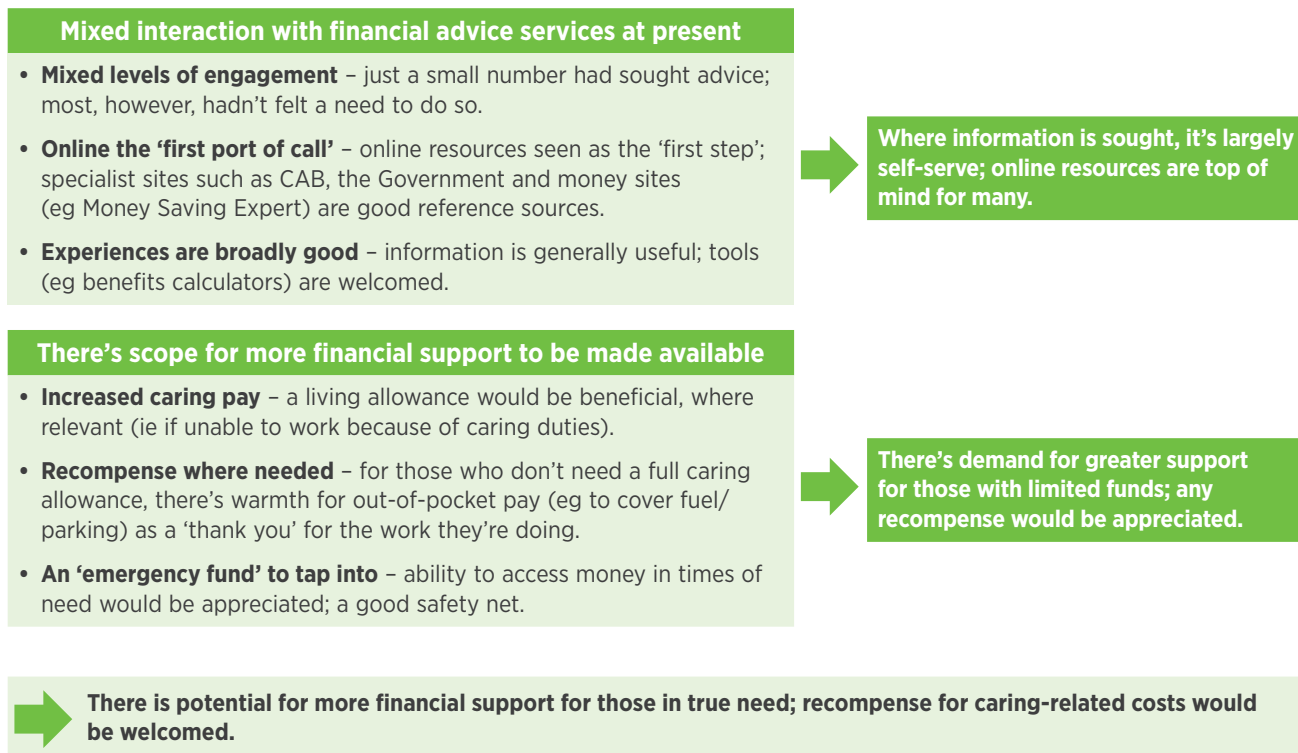 Mixed interaction with financial advice services at present
• Mixed levels of engagement – just a small number had sought advice;
most, however, hadn’t felt a need to do so.
• Online the ‘first port of call’ – online resources seen as the ‘first step’;
specialist sites such as CAB, the Government and money sites
(eg Money Saving Expert) are good reference sources.
• Experiences are broadly good – information is generally useful; tools
(eg benefits calculators) are welcomed.
Where information is sought, it’s largely
self-serve; online resources are top of
mind for many.
There’s scope for more financial support to be made available
• Increased caring pay – a living allowance would be beneficial, where
relevant (ie if unable to work because of caring duties).
• Recompense where needed – for those who don’t need a full caring
allowance, there’s warmth for out-of-pocket pay (eg to cover fuel/
parking) as a ‘thank you’ for the work they’re doing.
• An ‘emergency fund’ to tap into – ability to access money in times of
need would be appreciated; a good safety net.
There’s demand for greater support
for those with limited funds; any
recompense would be appreciated.
There is potential for more financial support for those in true need; recompense for caring-related costs would
be welcomed.